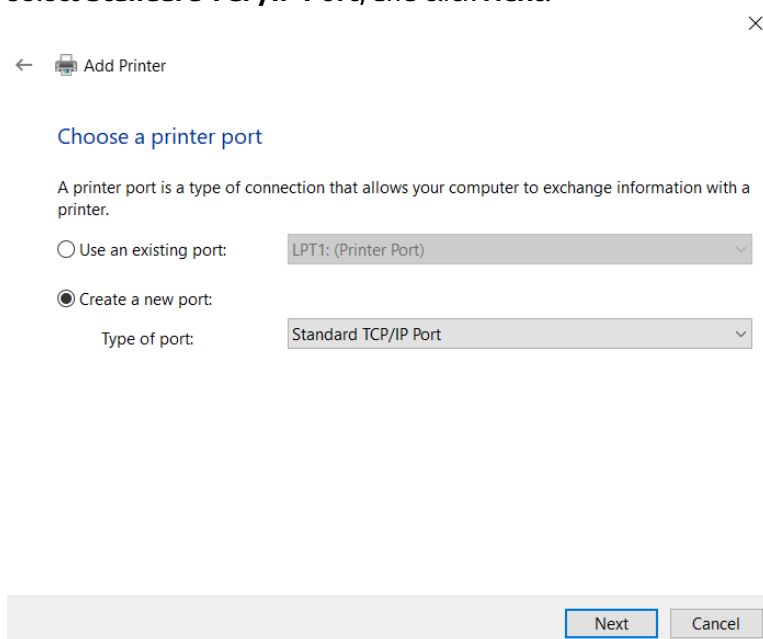 Add Printer
Choose a printer port
A printer port is a type of connection that allows your computer to exchange information with a
printer.
Use an existing port:
LPT1: (Printer Port)
Create a new port:
Type of port:
Standard TCP/IP Port
Next
Cancel